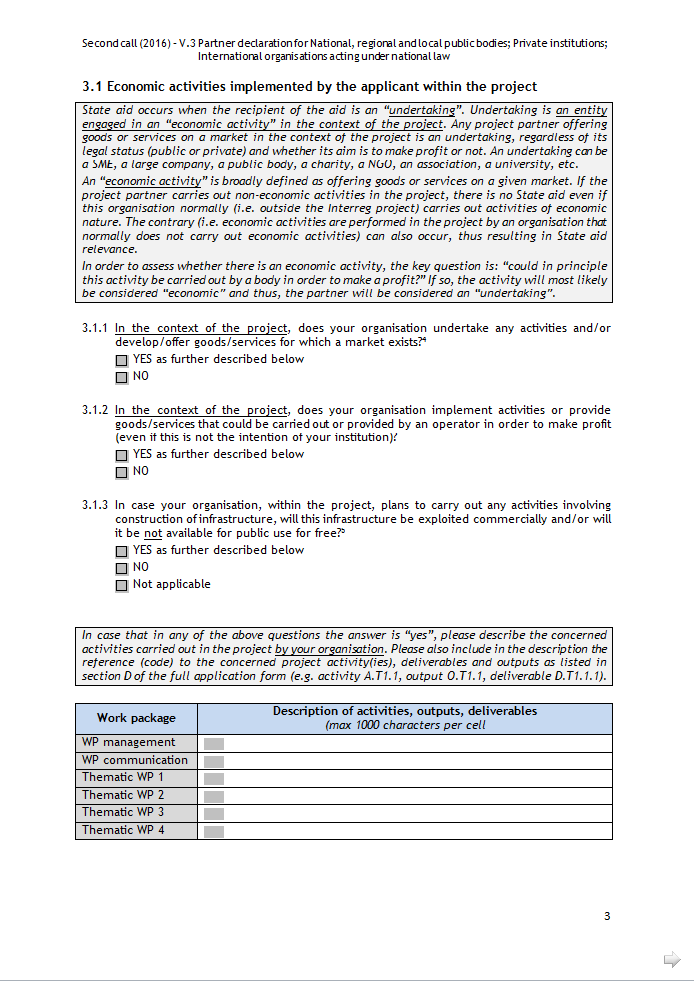 Second call (2016) – V.3 Partner declaration for National, regional and local public bodies; Private institutions;
International organisations acting under national law
3.1 Economic activities implemented by the applicant within the project
State aid occurs when the recipient of the aid is an “undertaking”. Undertaking is an entity
engaged in an “economic activity” in the context of the project. Any project partner offering
goods or services on a market in the context of the project is an undertaking, regardless of its
legal status (public or private) and whether its aim is to make profit or not. An undertaking can be
a SME, a large company, a public body, a charity, a NGO, an association, a university, etc.
An “economic activity” is broadly defined as offering goods or services on a given market. If the
project partner carries out non-economic activities in the project, there is no State aid even if
this organisation normally (i.e. outside the Interreg project) carries out activities of economic
nature. The contrary (i.e. economic activities are performed in the project by an organisation that
normally does not carry out economic activities) can also occur, thus resulting in State aid
relevance.
In order to assess whether there is an economic activity, the key question is: “could in principle
this activity be carried out by a body in order to make a profit?” If so, the activity will most likely
be considered “economic” and thus, the partner will be considered an “undertaking”.
3.1.1 In the context of the project, does your organisation undertake any activities and/or
develop/offer goods/services for which a market exists?⁴
YES as further described below
NO
3.1.2 In the context of the project, does your organisation implement activities or provide
goods/services that could be carried out or provided by an operator in order to make profit
(even if this is not the intention of your institution)?
YES as further described below
NO
3.1.3 In case your organisation, within the project, plans to carry out any activities involving
construction of infrastructure, will this infrastructure be exploited commercially and/or will
it be not available for public use for free?⁵
YES as further described below
NO
Not applicable
In case that in any of the above questions the answer is “yes”, please describe the concerned
activities carried out in the project by your organisation. Please also include in the description the
reference (code) to the concerned project activity(ies), deliverables and outputs as listed in
section D of the full application form (e.g. activity A.T1.1, output O.T1.1, deliverable D.T1.1.1).
Work package
Description of activities, outputs, deliverables
(max 1000 characters per cell
WP management
WP communication
Thematic WP 1
Thematic WP 2
Thematic WP 3
Thematic WP 4
3